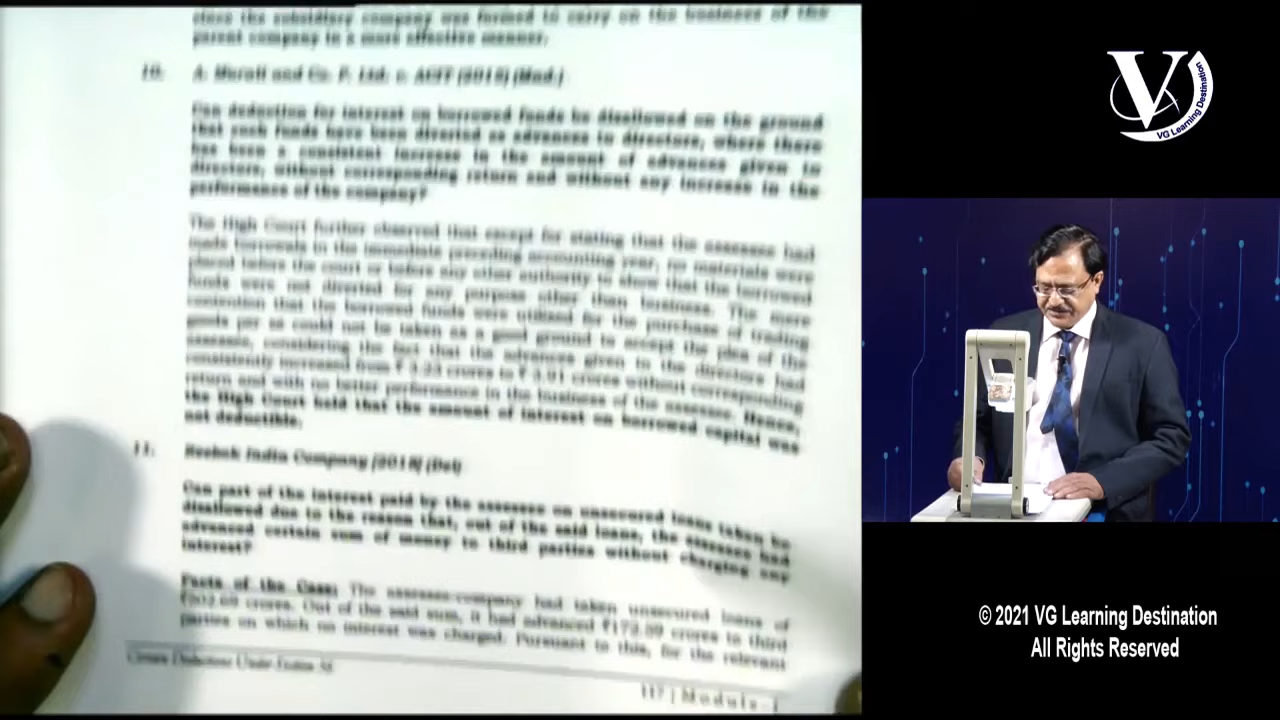 since the subsidiary company was formed to carry on the business of the
parent company in a more effective manner.
10. A. Murali and Co. P. Ltd. v. ACIT [2018] (Mad.)
Can deduction for interest on borrowed funds be disallowed on the ground
that such funds have been diverted as advances to directors, where there
has been a consistent increase in the amount of advances given to
directors, without corresponding return and without any increase in the
performance of the company?
The High Court further observed that except for stating that the assessee had
made borrowals in the immediate preceding accounting year, no materials were
placed before the court or before any other authority to show that the borrowed
funds were not diverted for any purpose other than business. The mere
contention that the loan funds were utilised for the purchase of trading
goods per se could not be taken as a good ground to accept the plea of the
assessee, considering the fact that the advances given to the directors had
consistently increased from ₹ crores to ₹ crores without corresponding
return and with no better performance in the business of the assessee. Hence,
the High Court held that the amount of interest on borrowed capital was
not deductible.
11. Reebok India Company [2018] (Del)
Can part of the interest paid by the assessee on unsecured loans taken be
disallowed due to the reason that, out of the said loans, the assessee had
advanced certain sum of money to third parties without charging any
interest?
Facts of the Case: The assessee-company had taken unsecured loans of
crores. Out of the said sum, it had advanced crores to third
parties on which no interest was charged. Pursuant to this, for the relevant
Deductions Under Section 36
117 | Module - 1
V
VG Learning Destination
© 2021 VG Learning Destination
All Rights Reserved